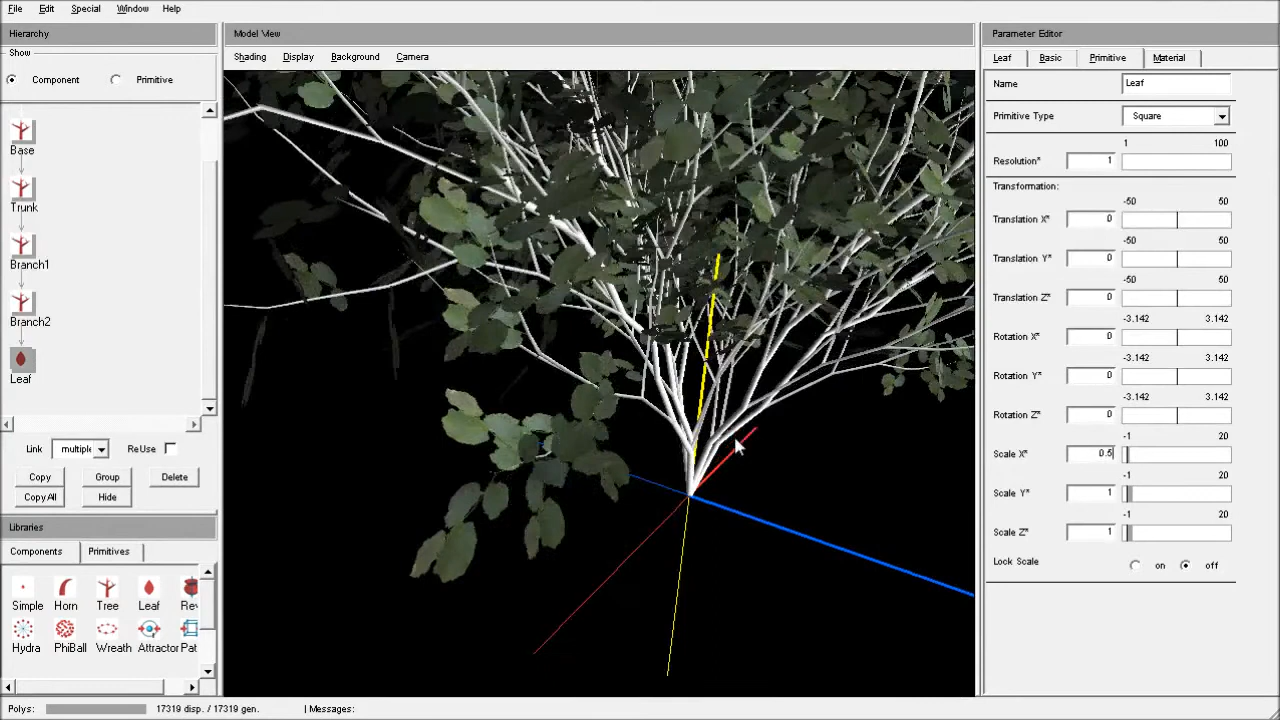 File Edit Special Window Help
Hierarchy
Show
Component Primitive
Base
Trunk
Branch1
Branch2
Leaf
Link multiple ReUse
Copy Group Delete
Copy All Hide
Libraries
Components Primitives
Simple Horn Tree Leaf Rev
Hydra PhiBall Wreath Attractor Pat
Polys: 17319 disp. / 17319 gen. Messages:
Model View
Shading Display Background Camera
Parameter Editor
Leaf Basic Primitive Material
Name Leaf
Primitive Type Square
1 100
Resolution* 1
Transformation:
-50 50
Translation X* 0
-50 50
Translation Y* 0
-50 50
Translation Z* 0
-3.142 3.142
Rotation X* 0
-3.142 3.142
Rotation Y* 0
-3.142 3.142
Rotation Z* 0
-1 20
Scale X* 0.5
-1 20
Scale Y* 1
-1 20
Scale Z* 1
Lock Scale on off